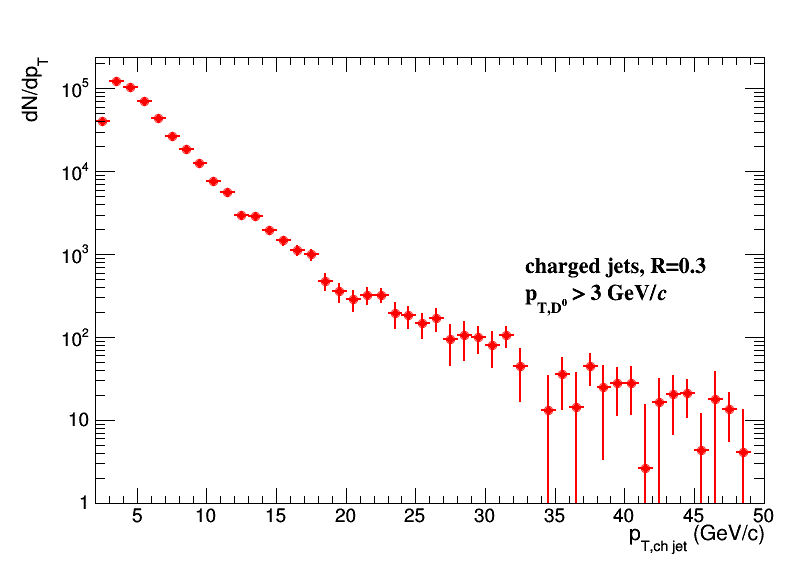 dN/dp_T
10^5
10^4
10^3
10^2
10
1
charged jets, R=0.3
p_T,D^0 > 3 GeV/c
5 10 15 20 25 30 35 40 45 50
p_T,ch jet (GeV/c)